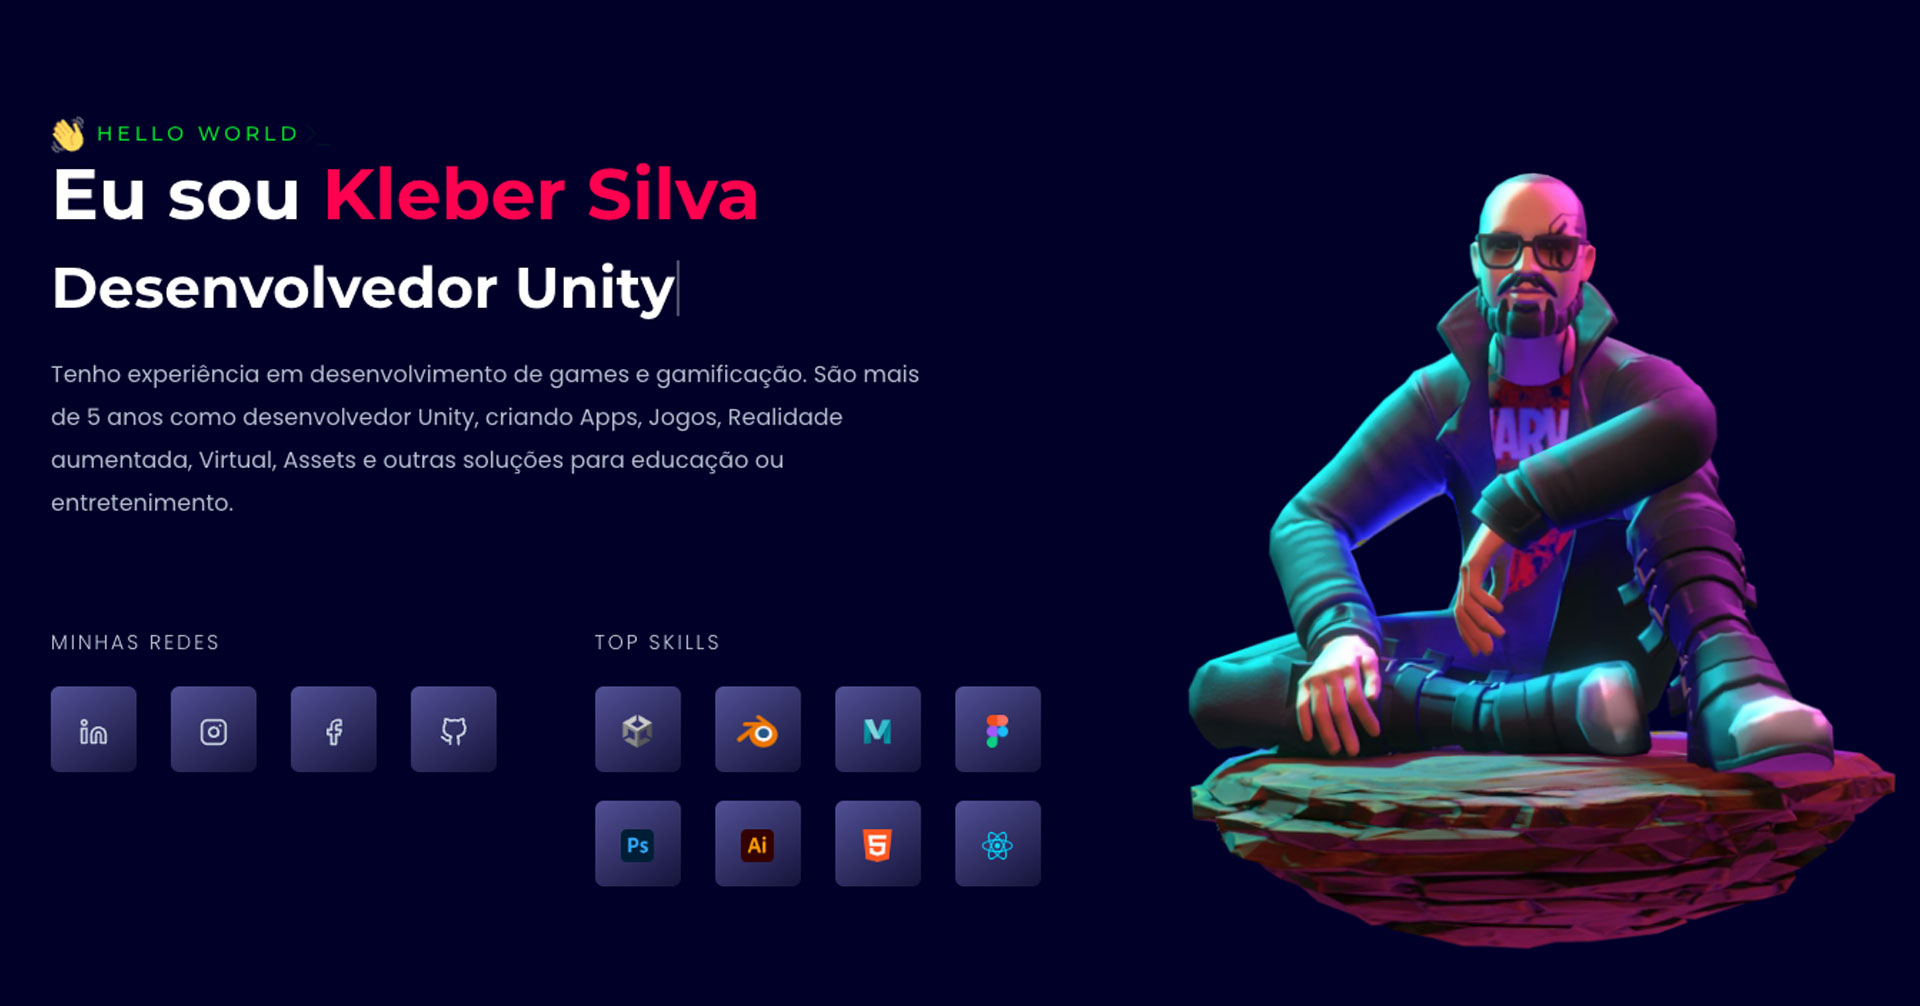 HELLO WORLD >_
Eu sou Kleber Silva
Desenvolvedor Unity
Tenho experiência em desenvolvimento de games e gamificação. São mais
de 5 anos como desenvolvedor Unity, criando Apps, Jogos, Realidade
aumentada, Virtual, Assets e outras soluções para educação ou
entretenimento.
MINHAS REDES
TOP SKILLS
in
Ps
Ai
5
ARV